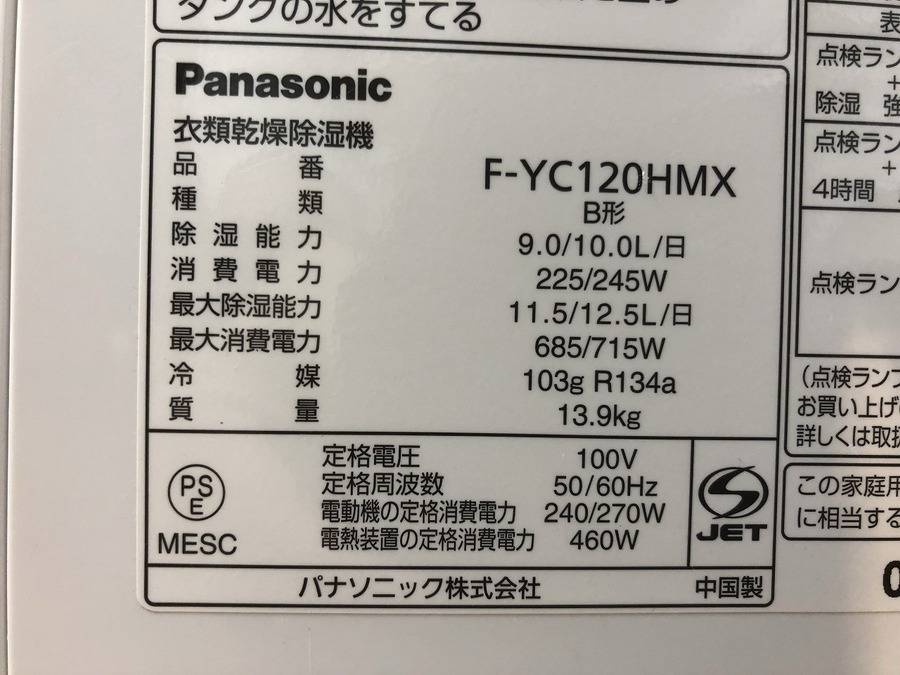 タンクの水をすてる
Panasonic
衣類乾燥除湿機
品番 F-YC120HMX
種類 B形
除湿能力 9.0/10.0L/日
消費電力 225/245W
最大除湿能力 11.5/12.5L/日
最大消費電力 685/715W
冷媒 103g R134a
質量 13.9kg
PS
E
MESC
定格電圧 100V
定格周波数 50/60Hz
電動機の定格消費電力 240/270W
電熱装置の定格消費電力 460W
JET
パナソニック株式会社 中国製
表
点検ラン
+
除湿 強
点検ラン
+
4時間
点検ラン
(点検ランプ
お買い上げ
詳しくは取扱
この家庭用
に相当する
0